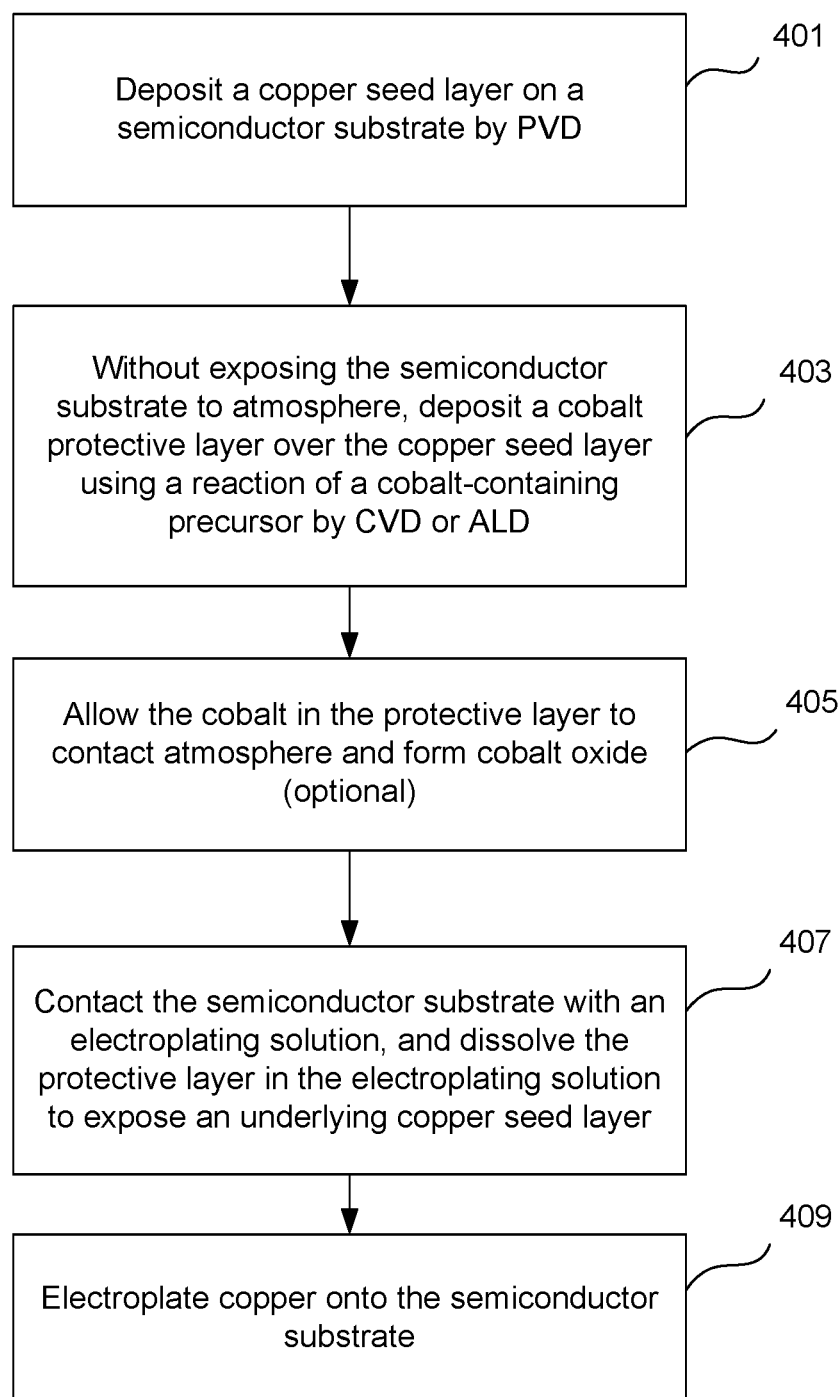 401
Deposit a copper seed layer on a
semiconductor substrate by PVD
403
Without exposing the semiconductor
substrate to atmosphere, deposit a cobalt
protective layer over the copper seed layer
using a reaction of a cobalt-containing
precursor by CVD or ALD
405
Allow the cobalt in the protective layer to
contact atmosphere and form cobalt oxide
(optional)
407
Contact the semiconductor substrate with an
electroplating solution, and dissolve the
protective layer in the electroplating solution
to expose an underlying copper seed layer
409
Electroplate copper onto the semiconductor
substrate